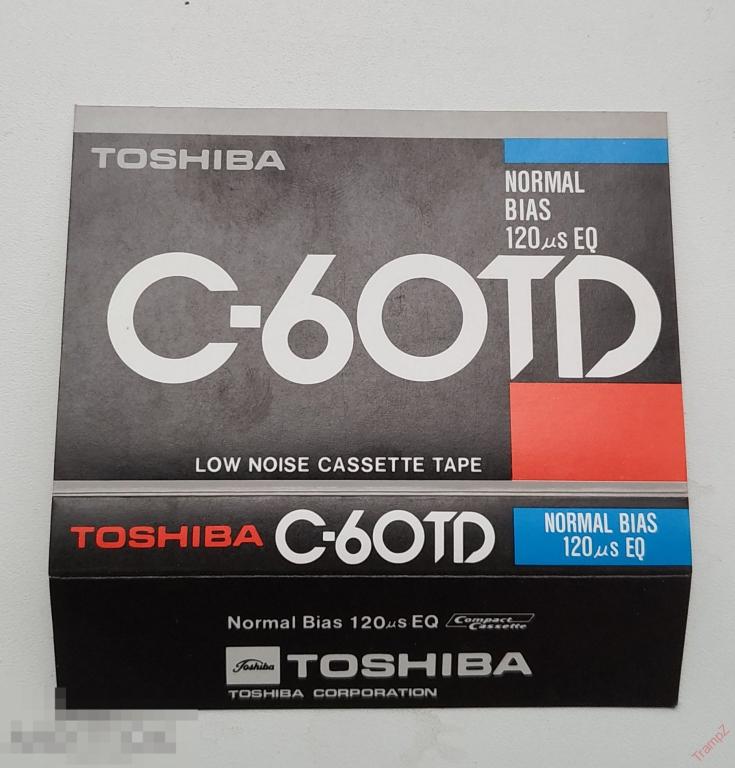 TOSHIBA
NORMAL
BIAS
120μs EQ
C-60TD
LOW NOISE CASSETTE TAPE
TOSHIBA C-60TD
NORMAL BIAS
120μs EQ
Normal Bias 120μs EQ Compact Cassette
Toshiba TOSHIBA
TOSHIBA CORPORATION
TrampZ